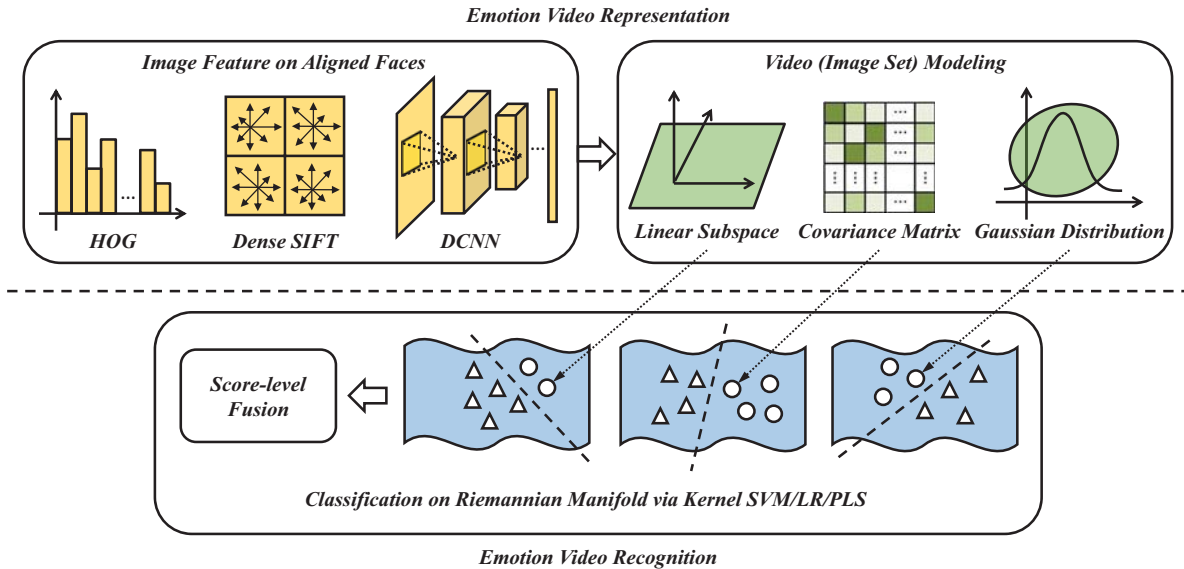 Emotion Video Representation
Image Feature on Aligned Faces
Video (Image Set) Modeling
...
...
HOG
Dense SIFT
DCNN
Linear Subspace
Covariance Matrix
Gaussian Distribution
Score-level
Fusion
Classification on Riemannian Manifold via Kernel SVM/LR/PLS
Emotion Video Recognition